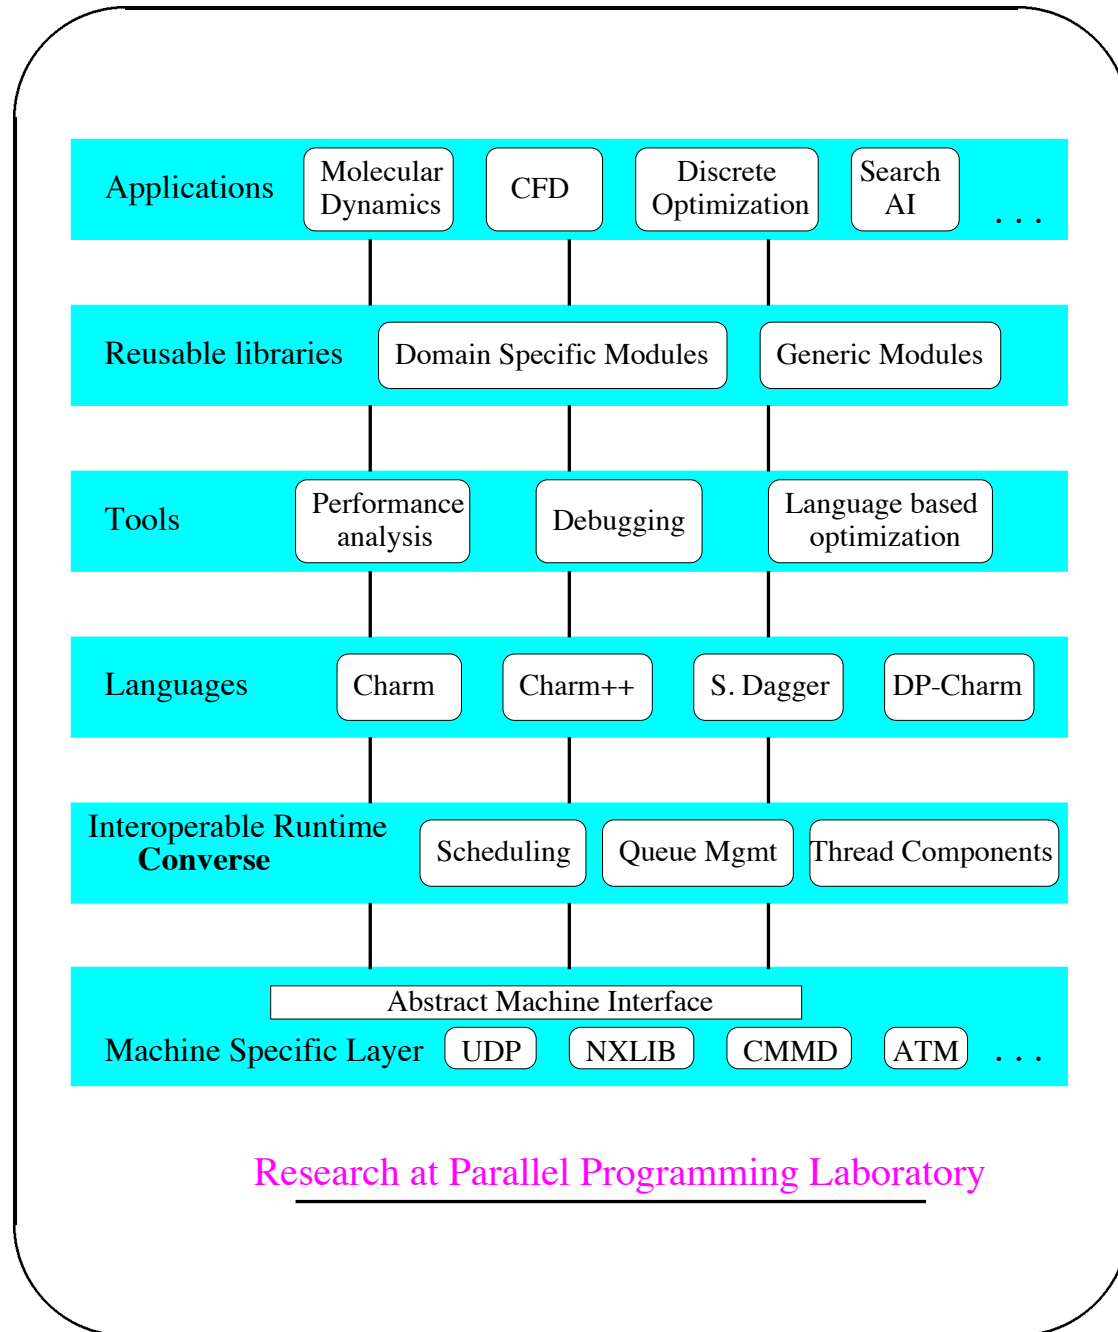 Applications
Molecular
Dynamics
CFD
Discrete
Optimization
Search
AI
. . .
Reusable libraries
Domain Specific Modules
Generic Modules
Tools
Performance
analysis
Debugging
Language based
optimization
Languages
Charm
Charm++
S. Dagger
DP-Charm
Interoperable Runtime
Converse
Scheduling
Queue Mgmt
Thread Components
Abstract Machine Interface
Machine Specific Layer
UDP
NXLIB
CMMD
ATM
. . .
Research at Parallel Programming Laboratory